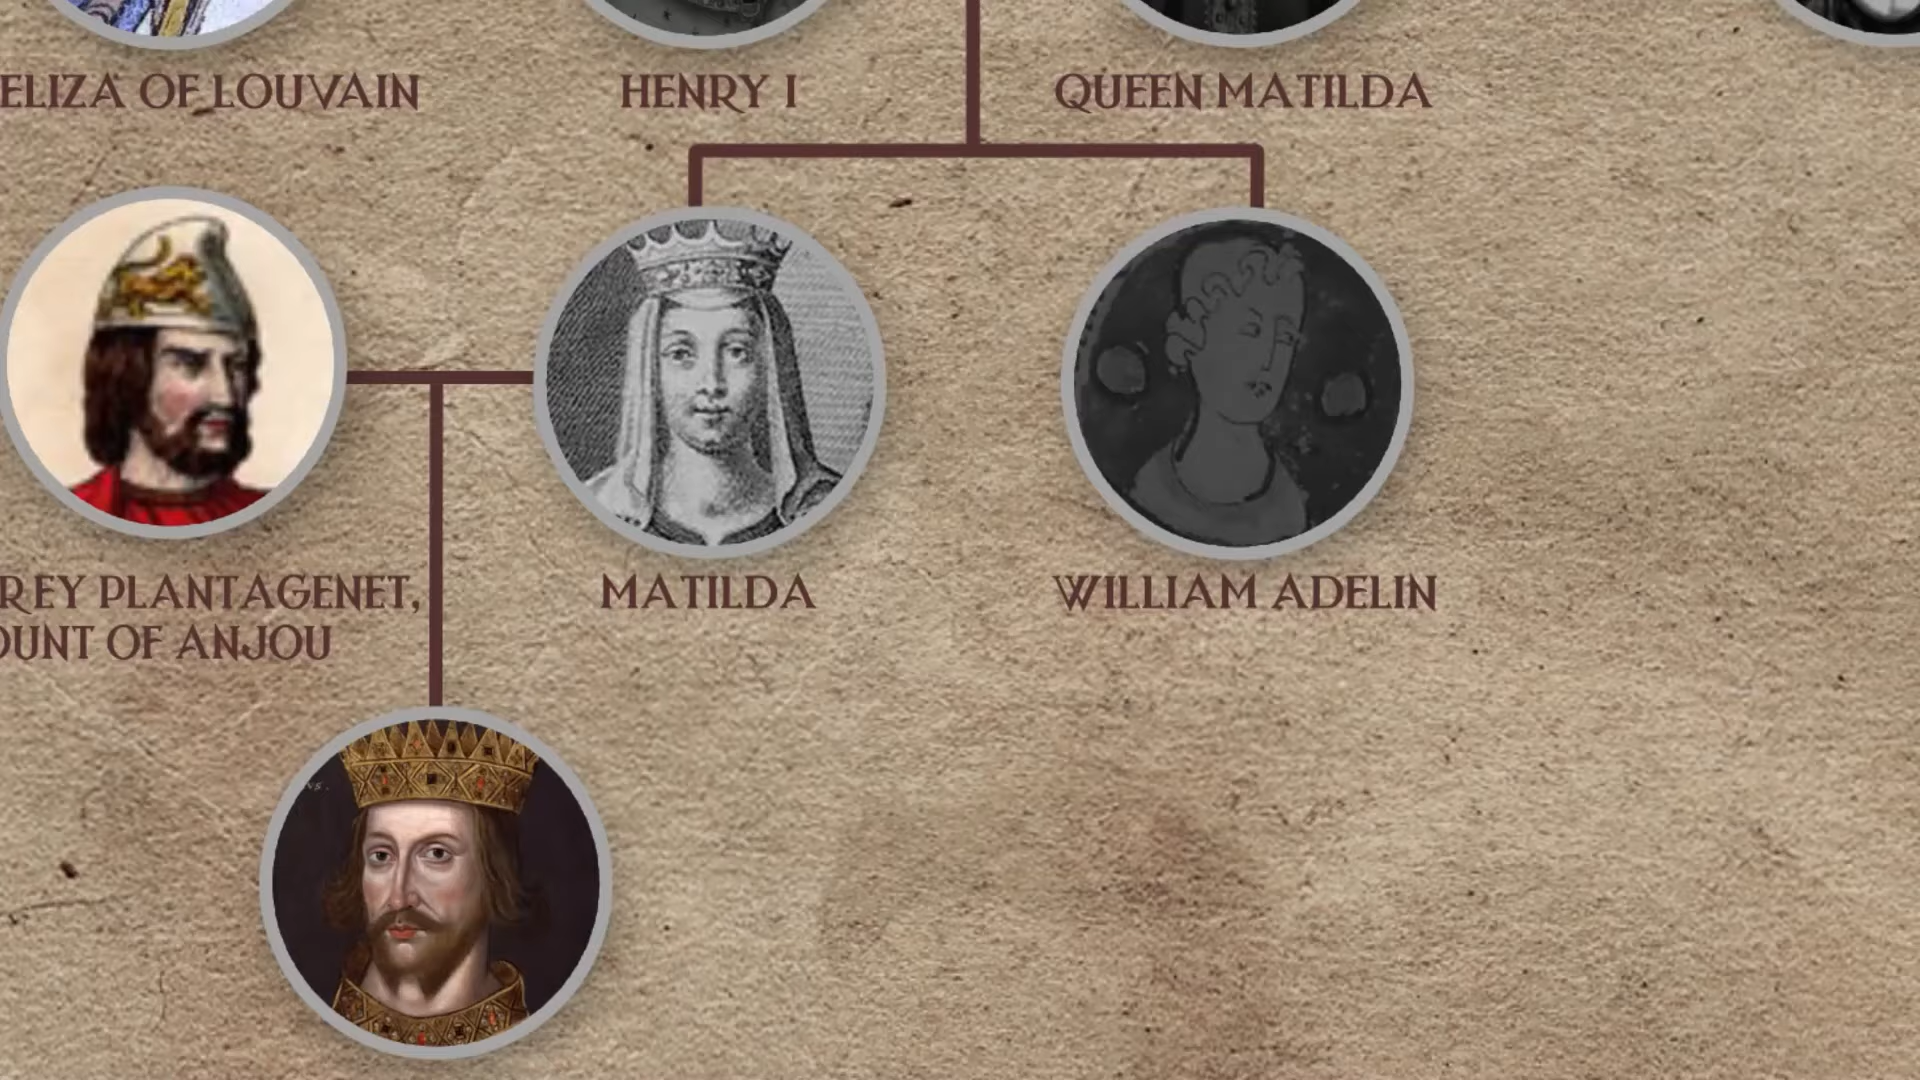 ELIZA OF LOUVAIN
HENRY I
QUEEN MATILDA
REY PLANTAGENET,
OUNT OF ANJOU
MATILDA
WILLIAM ADELIN